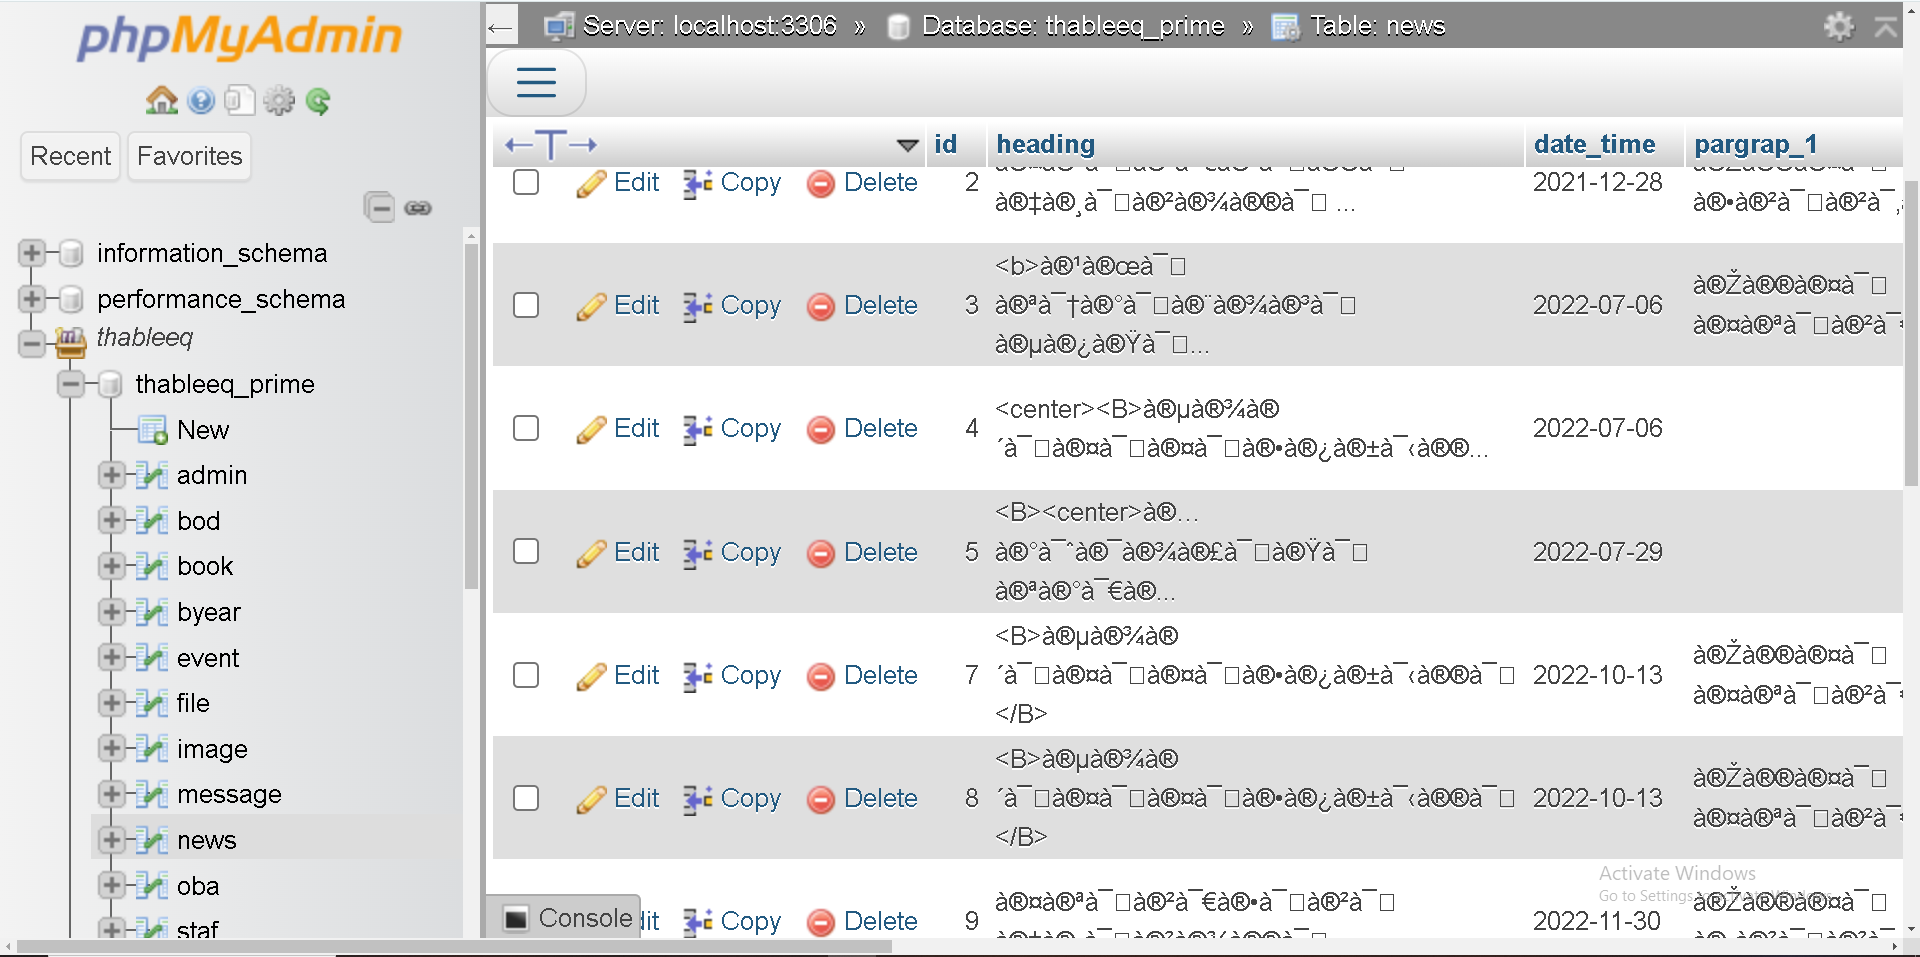 phpMyAdmin
Recent Favorites
information_schema
performance_schema
thableeq
thableeq_prime
New
admin
bod
book
byear
event
file
image
message
news
oba
staf
Server: localhost:3306 » Database: thableeq_prime » Table: news
id heading date_time pargrap_1
Edit Copy Delete 2 2021-12-28
à®‡à®¸à¯□à®²à®¾à®®à¯□ ...
à®•à®²à¯□à®²à¯‚
<b>à®¹à®œà¯□
à®ªà¯†à®°à¯□à®¨à®¾à®³à¯□
à®µà®¿à®Ÿà¯□...
Edit Copy Delete 3 2022-07-06
à®Žà®®à®¤à¯□
à®¤à®ªà¯□à®²à¯
<center><B>à®µà®¾à®
´à¯□à®¤à¯□à®¤à¯□à®•à®¿à®±à¯‹à®®...
Edit Copy Delete 4 2022-07-06
<B><center>à®…
à®°à¯ˆà®¯à®¾à®£à¯□à®Ÿà¯□
à®ªà®°à¯€à®...
Edit Copy Delete 5 2022-07-29
<B>à®µà®¾à®
´à¯□à®¤à¯□à®¤à¯□à®•à®¿à®±à¯‹à®®à¯□
</B>
Edit Copy Delete 7 2022-10-13
à®Žà®®à®¤à¯□
à®¤à®ªà¯□à®²à¯
<B>à®µà®¾à®
´à¯□à®¤à¯□à®¤à¯□à®•à®¿à®±à¯‹à®®à¯□
</B>
Edit Copy Delete 8 2022-10-13
à®Žà®®à®¤à¯□
à®¤à®ªà¯□à®²à¯
à®¤à®ªà¯□à®²à¯€à®•à¯□à®²à¯□
Copy Delete 9 2022-11-30
à®Žà®®à®¤à¯□
Console
Activate Windows
Go to Settings to activate Windows.